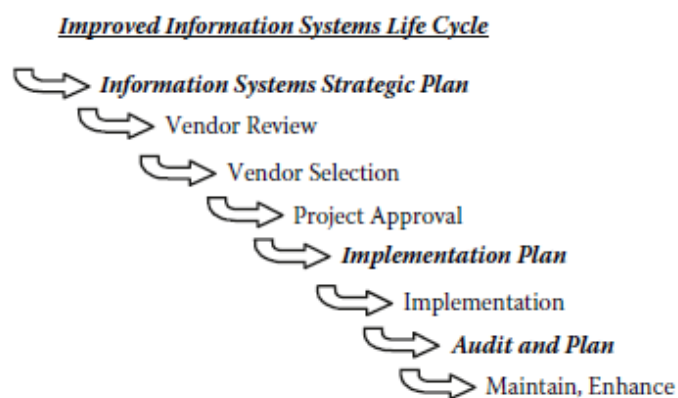 Improved Information Systems Life Cycle
Information Systems Strategic Plan
Vendor Review
Vendor Selection
Project Approval
Implementation Plan
Implementation
Audit and Plan
Maintain, Enhance